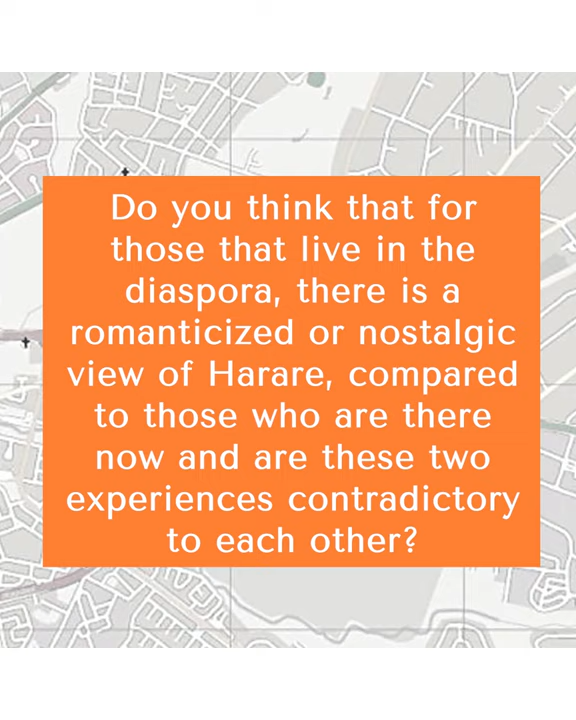 Do you think that for
those that live in the
diaspora, there is a
romanticized or nostalgic
view of Harare, compared
to those who are there
now and are these two
experiences contradictory
to each other?